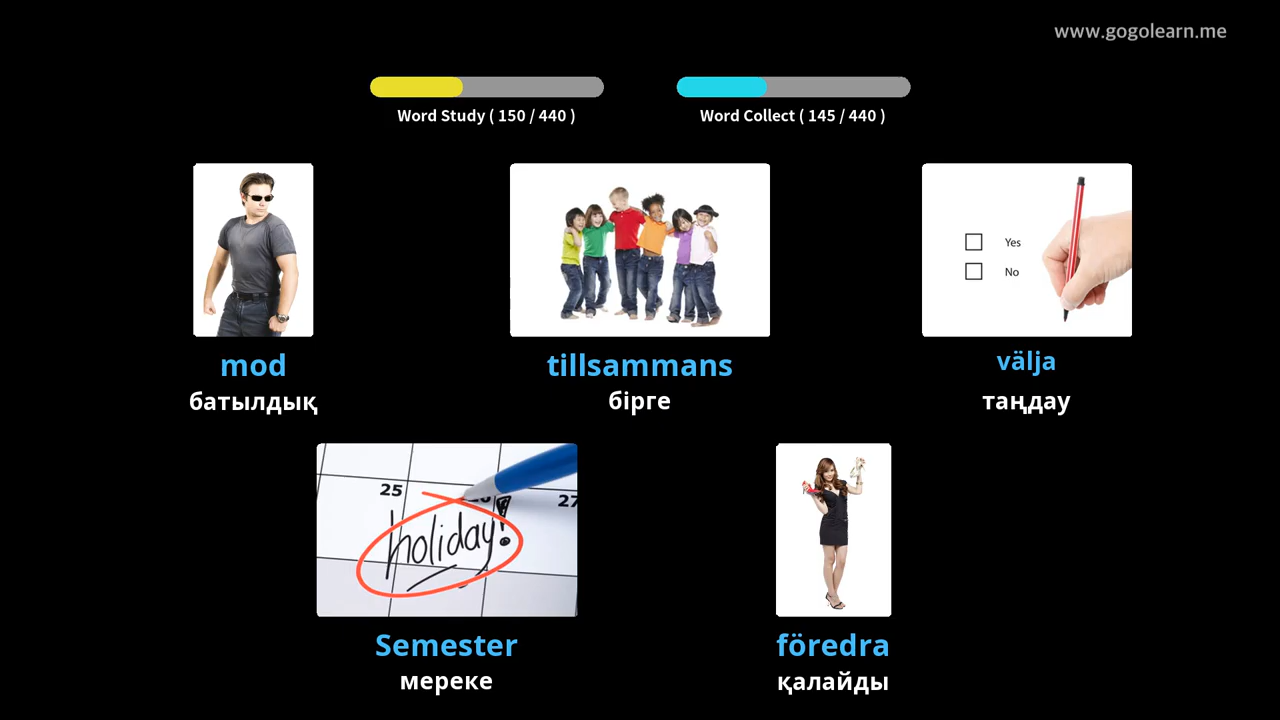 www.gogolearn.me
Word Study ( 150 / 440 )
Word Collect ( 145 / 440 )
Yes
No
mod
батылдық
tillsammans
бірге
välja
таңдау
25
27
holiday!
Semester
мереке
föredra
қалайды